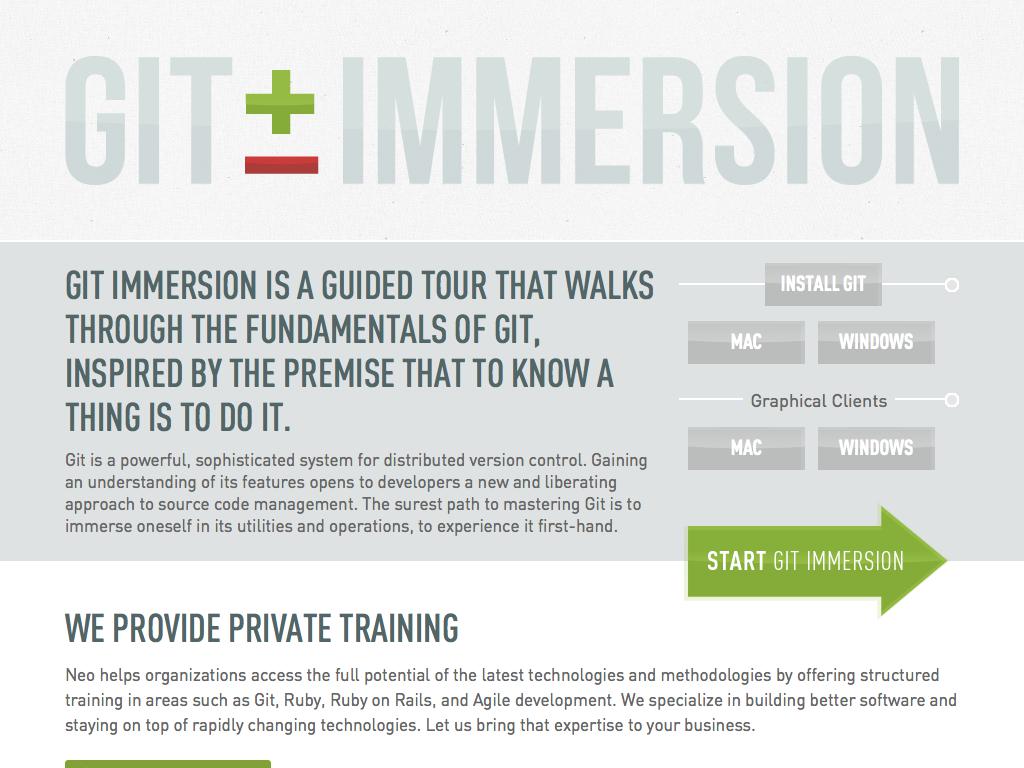 GIT ± IMMERSION
GIT IMMERSION IS A GUIDED TOUR THAT WALKS
THROUGH THE FUNDAMENTALS OF GIT,
INSPIRED BY THE PREMISE THAT TO KNOW A
THING IS TO DO IT.
Git is a powerful, sophisticated system for distributed version control. Gaining
an understanding of its features opens to developers a new and liberating
approach to source code management. The surest path to mastering Git is to
immerse oneself in its utilities and operations, to experience it first-hand.
INSTALL GIT
MAC WINDOWS
Graphical Clients
MAC WINDOWS
START GIT IMMERSION
WE PROVIDE PRIVATE TRAINING
Neo helps organizations access the full potential of the latest technologies and methodologies by offering structured
training in areas such as Git, Ruby, Ruby on Rails, and Agile development. We specialize in building better software and
staying on top of rapidly changing technologies. Let us bring that expertise to your business.